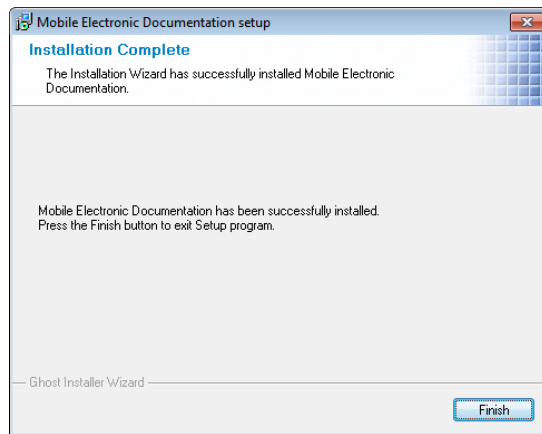 Mobile Electronic Documentation setup
Installation Complete
The Installation Wizard has successfully installed Mobile Electronic
Documentation.
Mobile Electronic Documentation has been successfully installed.
Press the Finish button to exit Setup program.
Ghost Installer Wizard
Finish